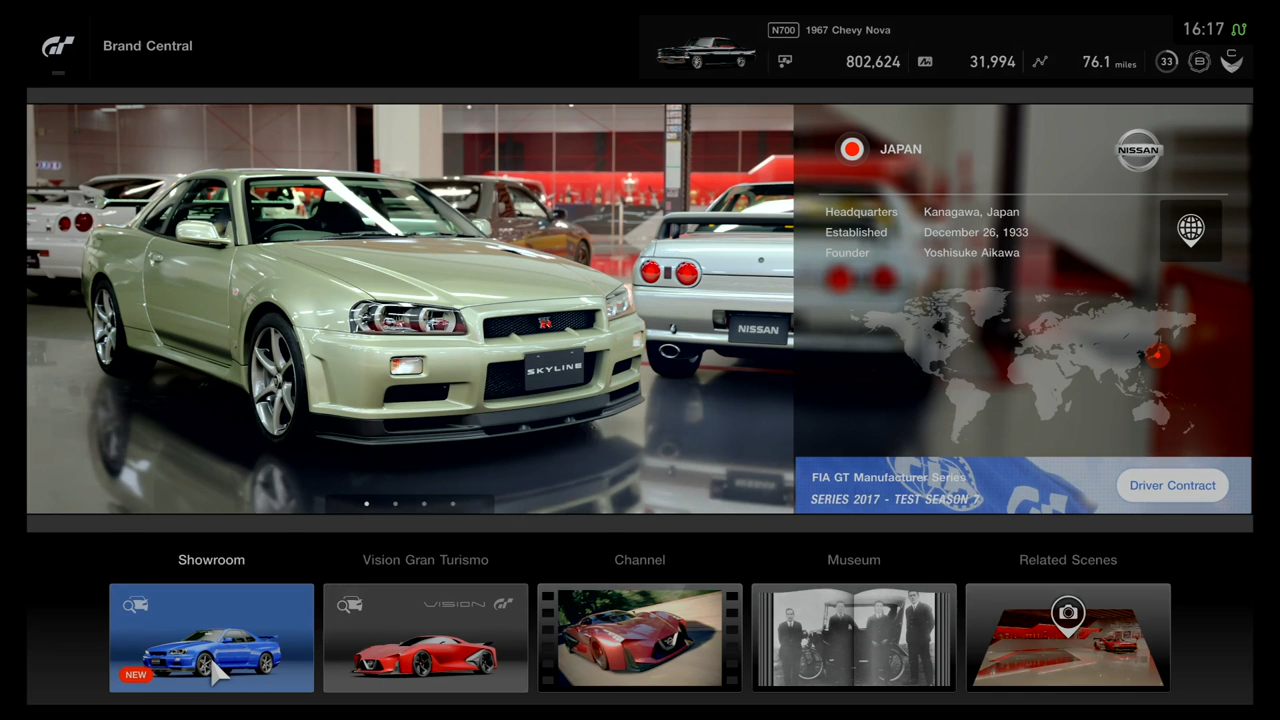 GT
Brand Central
N700 1967 Chevy Nova
16:17
802,624
31,994
76.1 miles
33
B
C
SKYLINE
NISSAN
JAPAN
NISSAN
Headquarters Kanagawa, Japan
Established December 26, 1933
Founder Yoshisuke Aikawa
FIA GT Manufacturer Series
SERIES 2017 - TEST SEASON 7
Driver Contract
Showroom
Vision Gran Turismo
Channel
Museum
Related Scenes
NEW
VISION GT